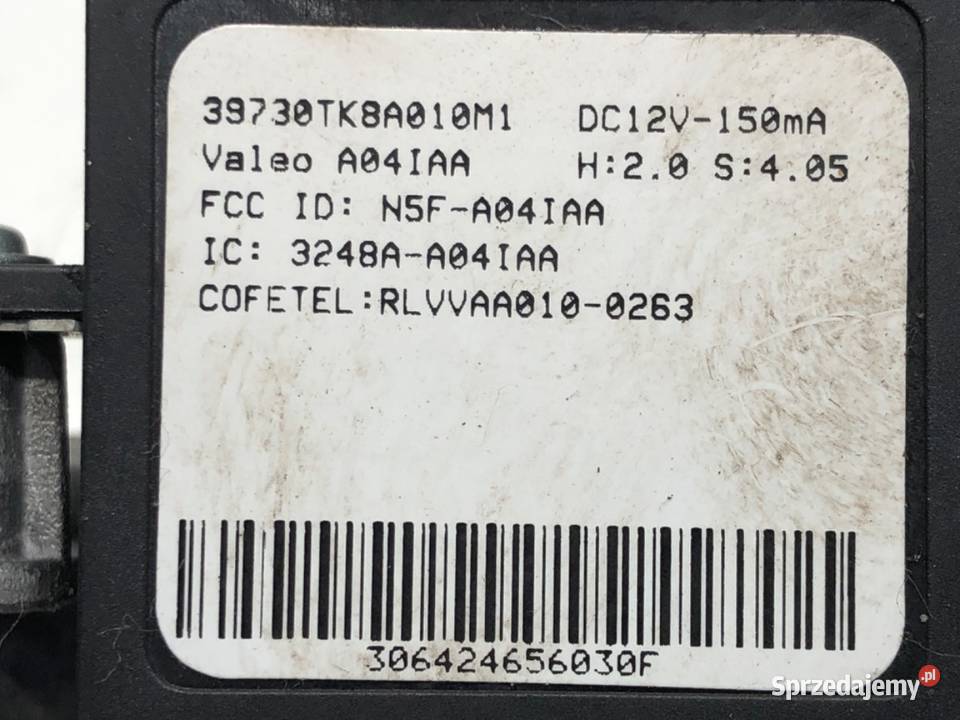 39730TK8A010M1 DC12V-150mA
Valeo A04IAA H:2.0 S:4.05
FCC ID: N5F-A04IAA
IC: 3248A-A04IAA
COFETEL:RLVVAA010-0263
306424656030F
Sprzedajemy.pl